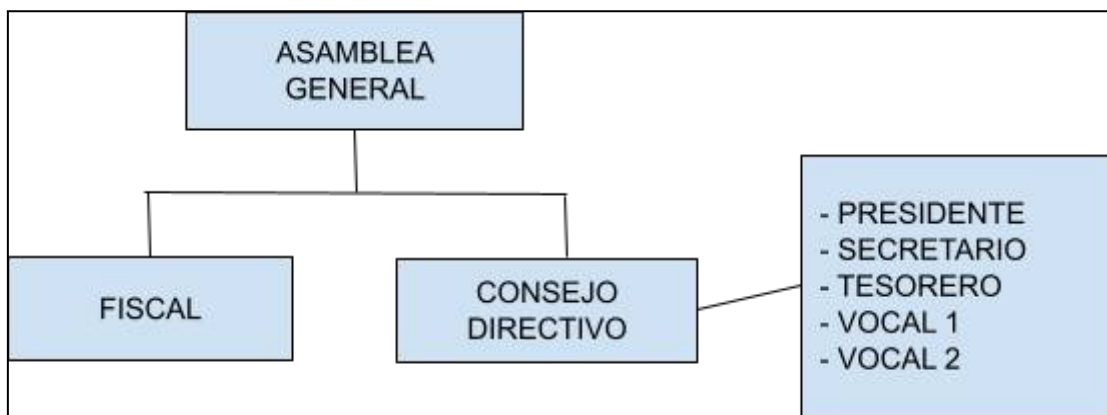 ASAMBLEA
GENERAL
FISCAL
CONSEJO
DIRECTIVO
- PRESIDENTE
- SECRETARIO
- TESORERO
- VOCAL 1
- VOCAL 2